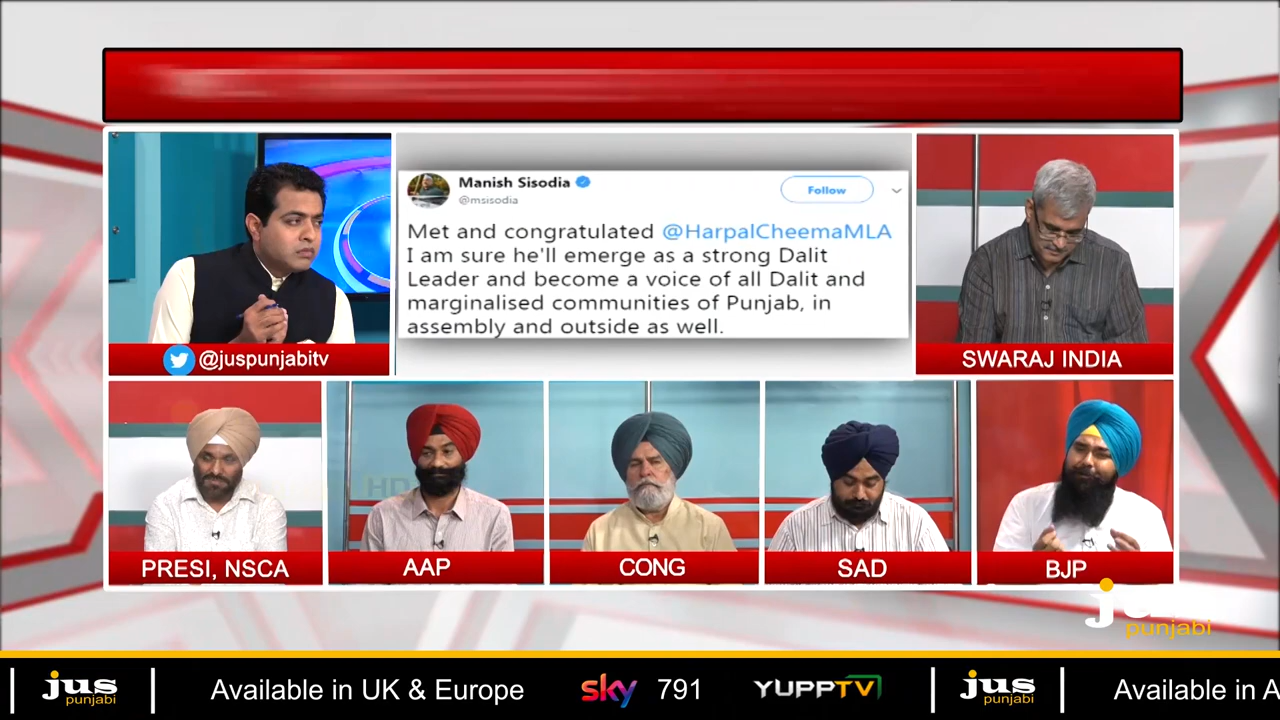 Manish Sisodia
@msisodia
Follow
Met and congratulated @HarpalCheemaMLA
I am sure he'll emerge as a strong Dalit
Leader and become a voice of all Dalit and
marginalised communities of Punjab, in
assembly and outside as well.
@juspunjabitv
SWARAJ INDIA
HD
PRESI, NSCA
AAP
CONG
SAD
BJP
jus
punjabi
jus
punjabi
Available in UK & Europe
sky 791
YUPPTV
jus
punjabi
Available in A